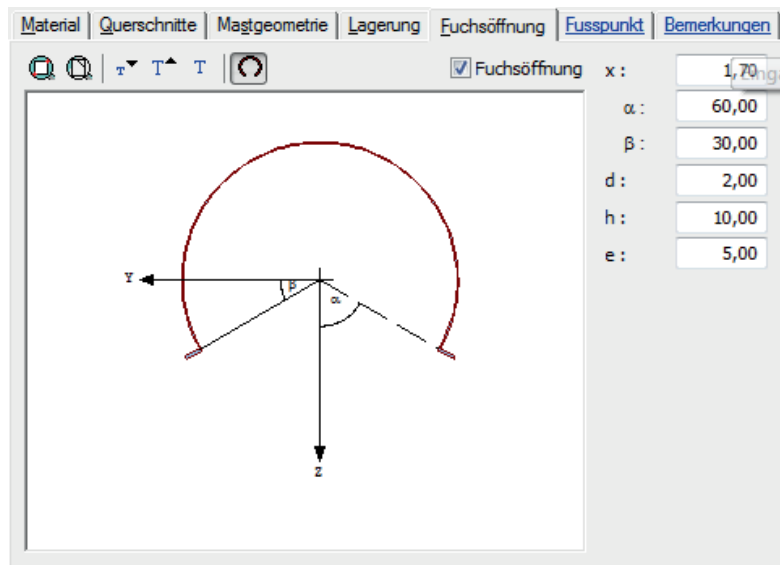 Material Querschnitte Mastgeometrie Lagerung Fuchsöffnung Fusspunkt Bemerkungen
T T T Fuchsöffnung x : 1,70
α : 60,00
β : 30,00
d : 2,00
h : 10,00
e : 5,00
Y β α
Z